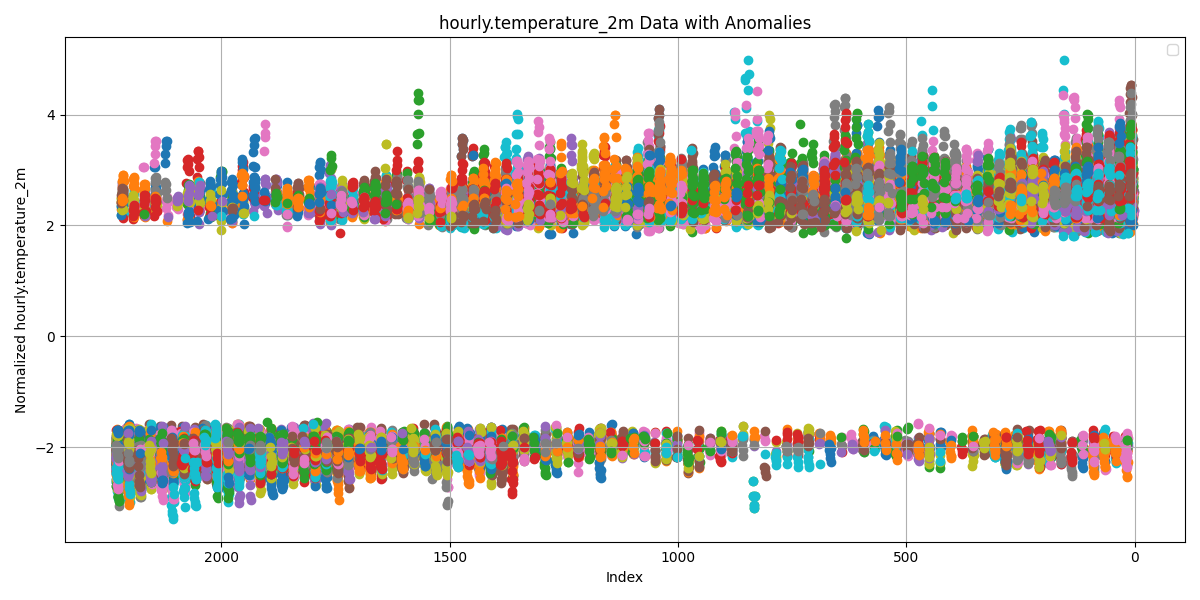 hourly.temperature_2m Data with Anomalies
Normalized hourly.temperature_2m
4
2
0
−2
2000 1500 1000 500 0
Index